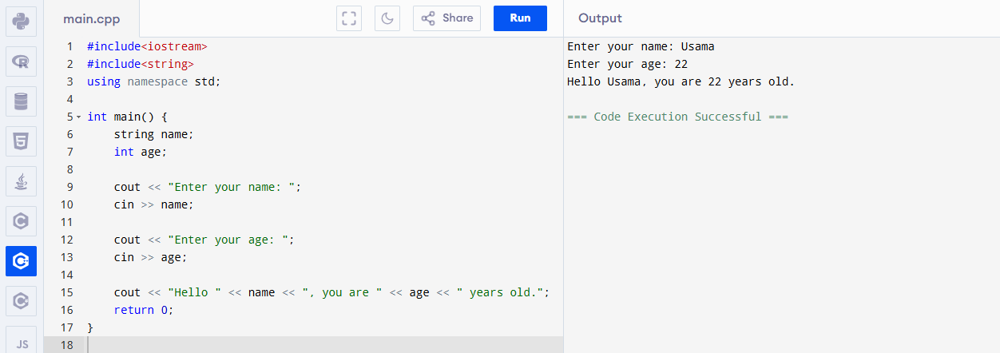 main.cpp
Share
Run
Output
1 #include<iostream>
2 #include<string>
3 using namespace std;
4
5 int main() {
6     string name;
7     int age;
8
9     cout << "Enter your name: ";
10     cin >> name;
11
12     cout << "Enter your age: ";
13     cin >> age;
14
15     cout << "Hello " << name << ", you are " << age << " years old.";
16     return 0;
17 }
18
Enter your name: Usama
Enter your age: 22
Hello Usama, you are 22 years old.
=== Code Execution Successful ===
R
5
C
C
C
JS